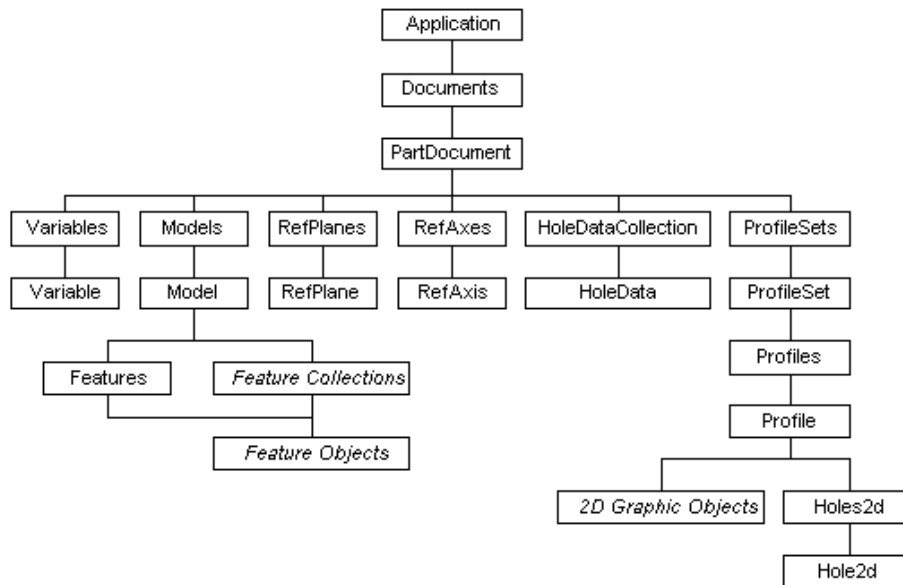 Application
Documents
PartDocument
Variables
Models
RefPlanes
RefAxes
HoleDataCollection
ProfileSets
Variable
Model
RefPlane
RefAxis
HoleData
ProfileSet
Features
Feature Collections
Profiles
Profile
Feature Objects
2D Graphic Objects
Holes2d
Hole2d